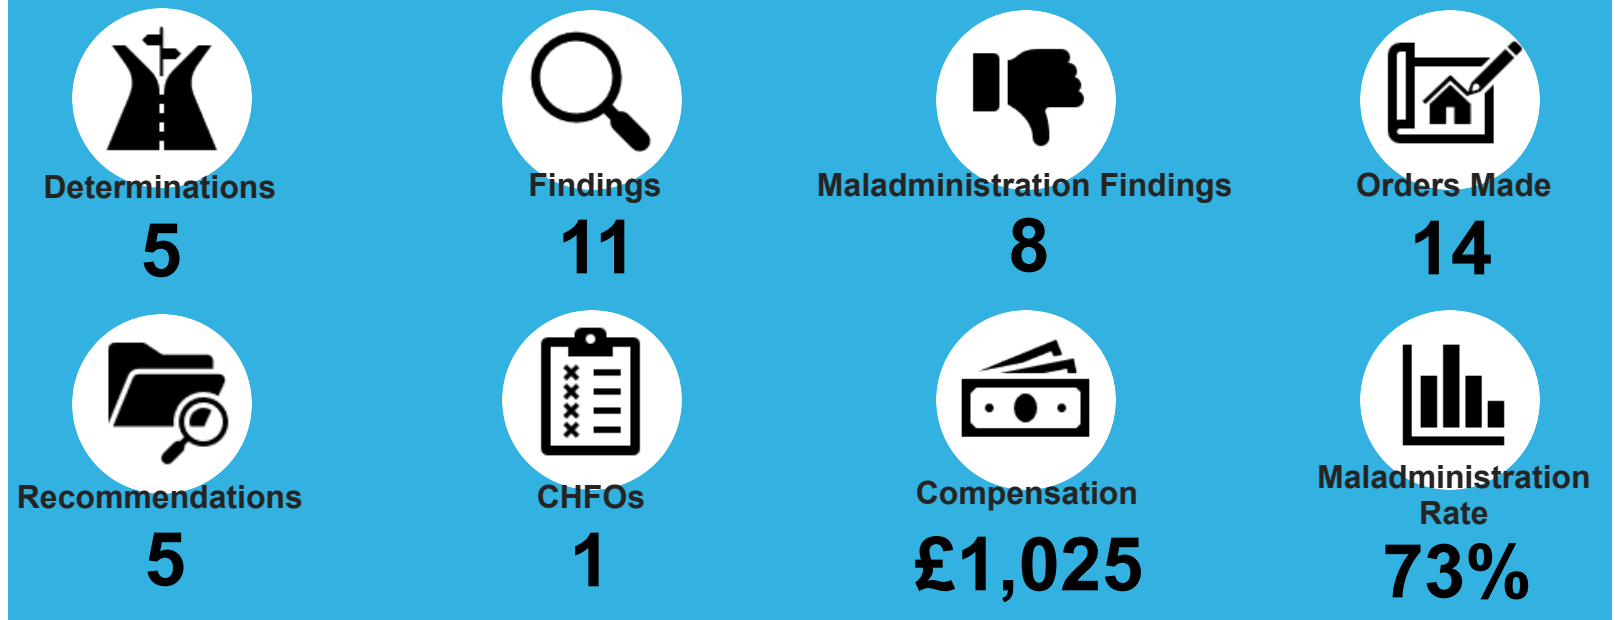 Determinations
5
Findings
11
Maladministration Findings
8
Orders Made
14
Recommendations
5
CHFOs
1
Compensation
£1,025
Maladministration
Rate
73%